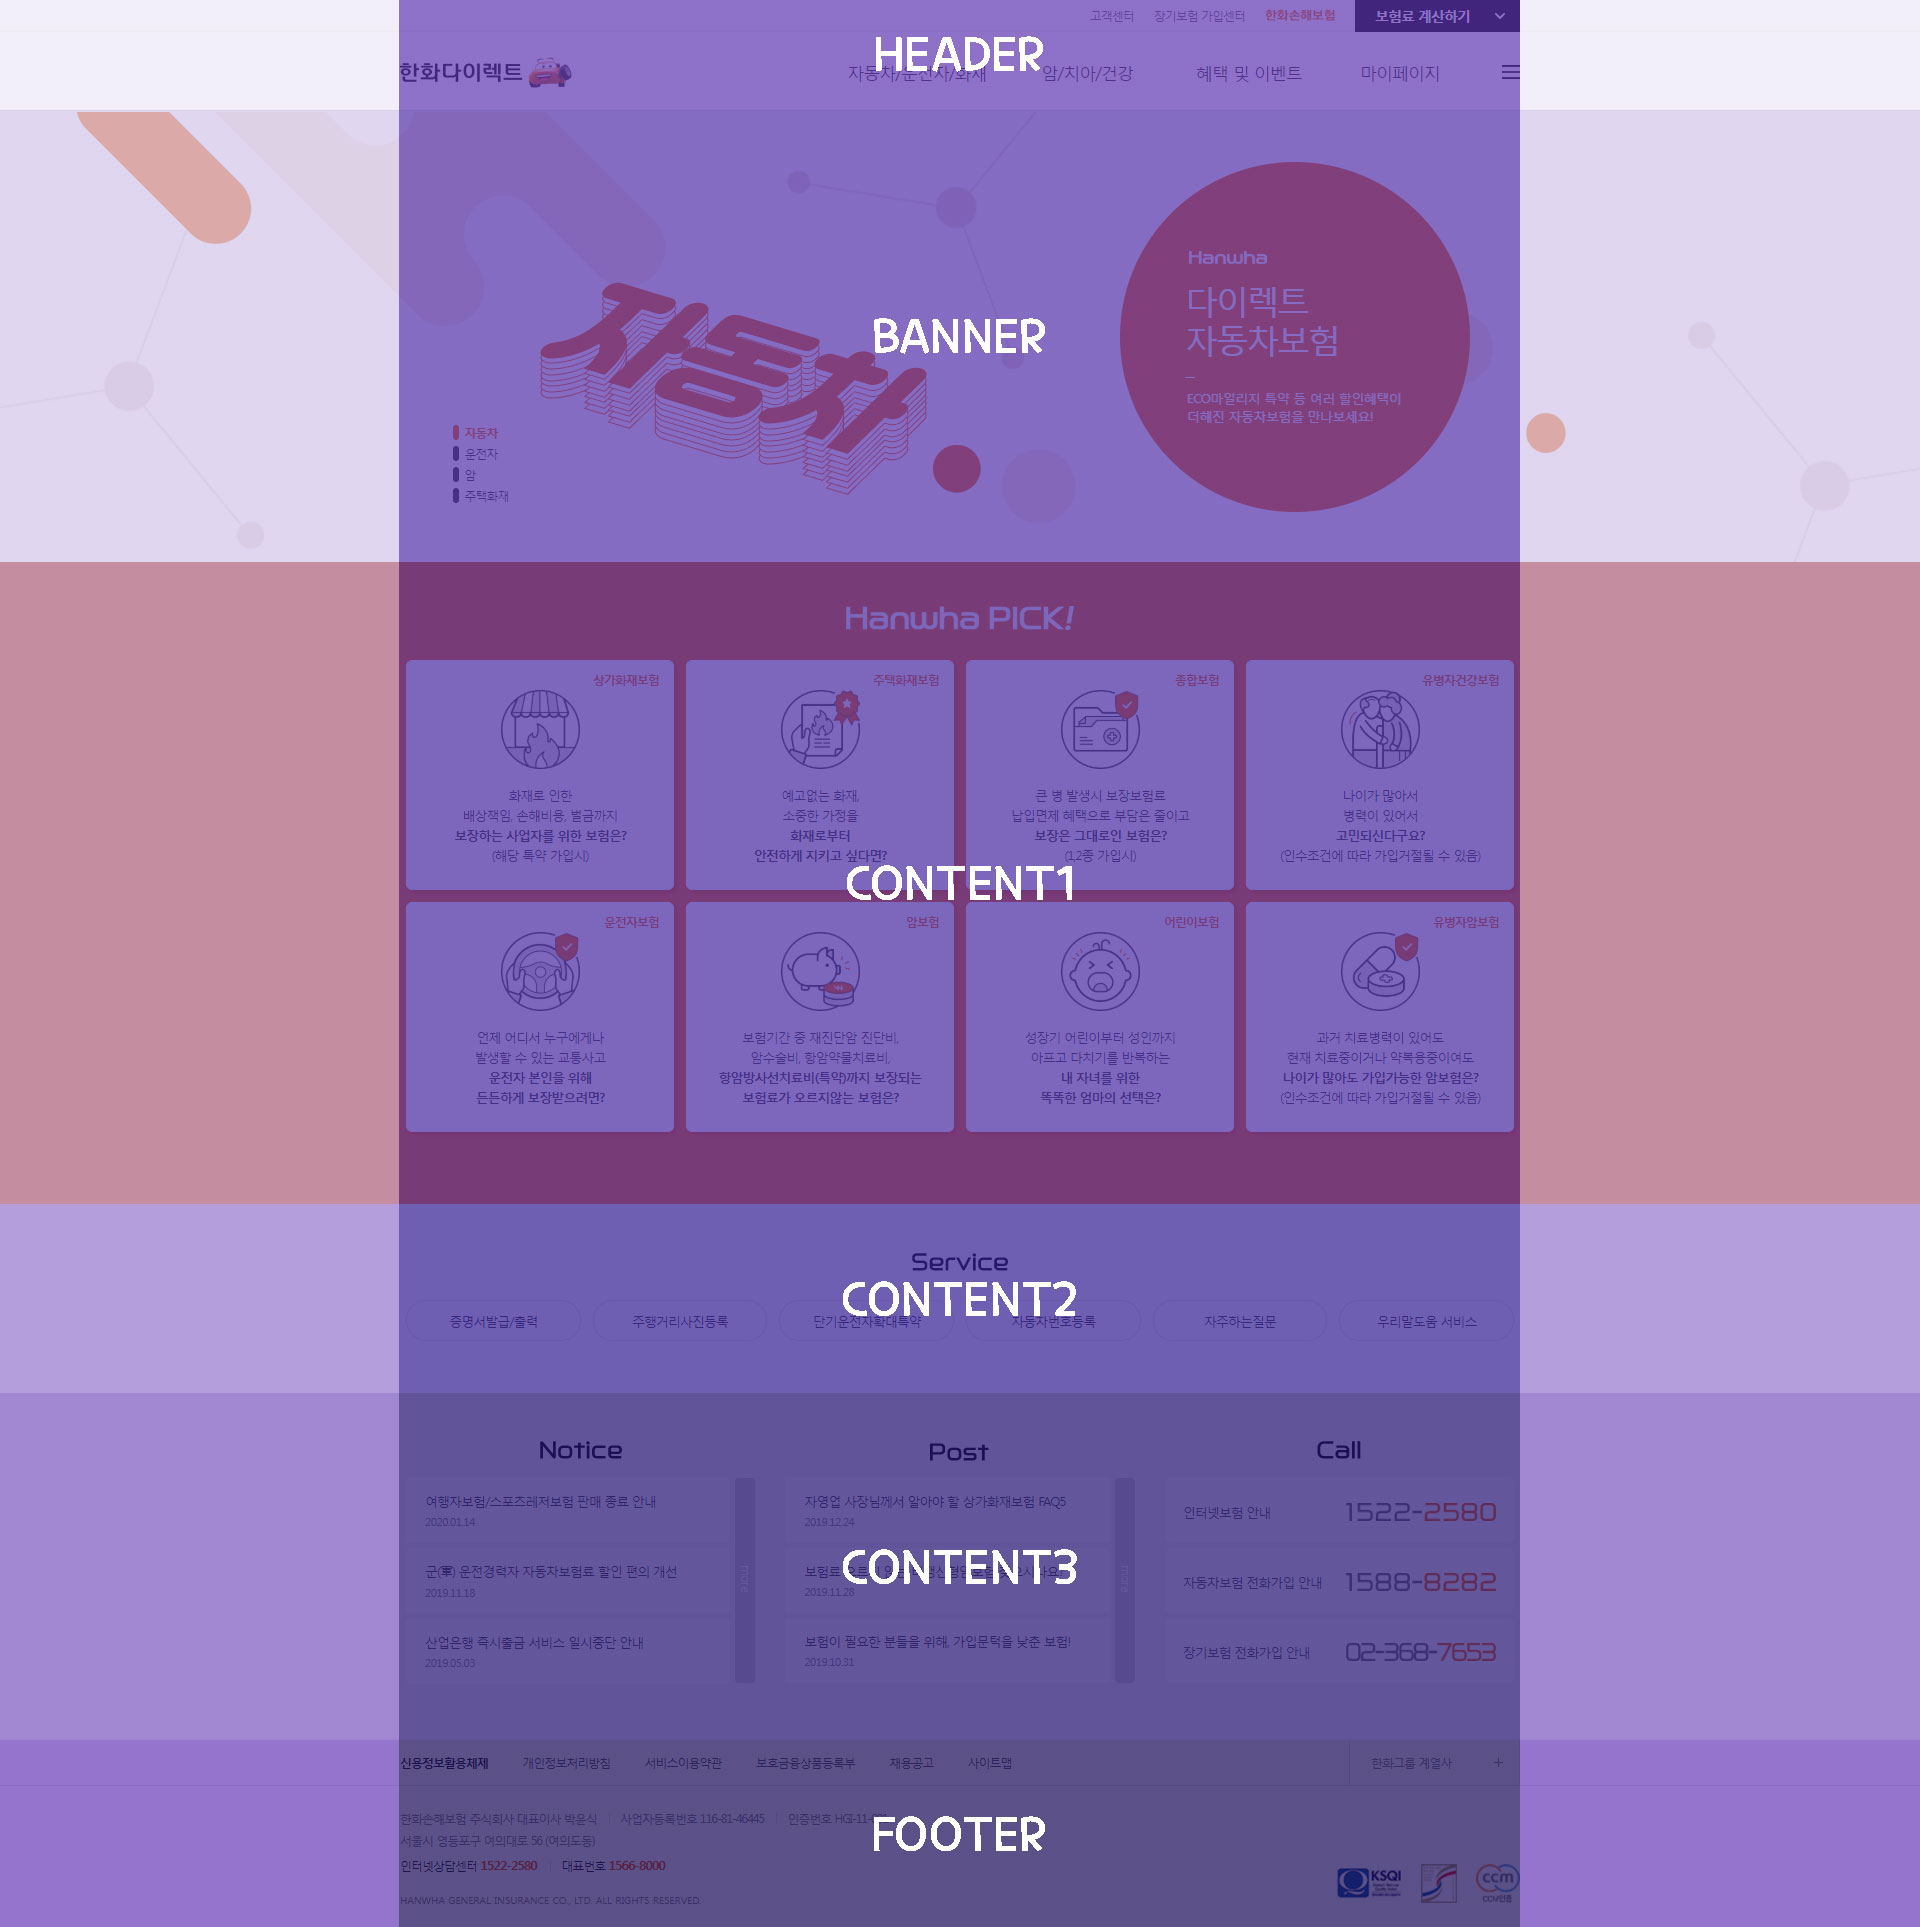 고객센터 장기보험 가입센터 한화손해보험 보험료 계산하기
HEADER
한화다이렉트 자동차/운전자/화재 암/치아/건강 혜택 및 이벤트 마이페이지
Hanwha
다이렉트
자동차보험
ECO마일리지 특약 등 여러 할인혜택이
더해진 자동차보험을 만나보세요!
자동차
BANNER
자동차
운전자
암
주택화재
Hanwha PICK!
상가화재보험
화재로 인한
배상책임, 손해비용, 벌금까지
보장하는 사업자를 위한 보험은?
(해당 특약 가입시)
주택화재보험
예고없는 화재,
소중한 가정을
화재로부터
안전하게 지키고 싶다면?
종합보험
큰 병 발생시 보장보험료
납입면제 혜택으로 부담은 줄이고
보장은 그대로인 보험은?
(1,2종 가입시)
유병자건강보험
나이가 많아서
병력이 있어서
고민되신다구요?
(인수조건에 따라 가입거절될 수 있음)
CONTENT1
운전자보험
언제 어디서 누구에게나
발생할 수 있는 교통사고
운전자 본인을 위해
든든하게 보장받으려면?
암보험
보험기간 중 재진단암 진단비,
암수술비, 항암약물치료비,
항암방사선치료비(특약)까지 보장되는
보험료가 오르지않는 보험은?
어린이보험
성장기 어린이부터 성인까지
아프고 다치기를 반복하는
내 자녀를 위한
똑똑한 엄마의 선택은?
유병자암보험
과거 치료병력이 있어도
현재 치료중이거나 약복용중이여도
나이가 많아도 가입가능한 암보험은?
(인수조건에 따라 가입거절될 수 있음)
Service
CONTENT2
증명서발급/출력 주행거리사진등록 단기운전자확대특약 자동차번호등록 자주하는질문 우리말도움 서비스
Notice
여행자보험/스포츠레저보험 판매 종료 안내
2020.01.14
군(軍) 운전경력자 자동차보험료 할인 편의 개선
2019.11.18
산업은행 즉시출금 서비스 일시중단 안내
2019.05.03
more
Post
자영업 사장님께서 알아야 할 상가화재보험 FAQ5
2019.12.24
보험료
2019.11.28
보험이 필요한 분들을 위해, 가입문턱을 낮춘 보험!
2019.10.31
more
CONTENT3
Call
인터넷보험 안내 1522-2580
자동차보험 전화가입 안내 1588-8282
장기보험 전화가입 안내 02-368-7653
신용정보활용체제 개인정보처리방침 서비스이용약관 보호금융상품등록부 채용공고 사이트맵 한화그룹 계열사 +
한화손해보험 주식회사 대표이사 박윤식 사업자등록번호 116-81-46445 인증번호 HGI-11-
FOOTER
서울시 영등포구 여의대로 56 (여의도동)
인터넷상담센터 1522-2580 대표번호 1566-8000
HANWHA GENERAL INSURANCE CO., LTD. ALL RIGHTS RESERVED.
KSQI
ccm
CCM인증